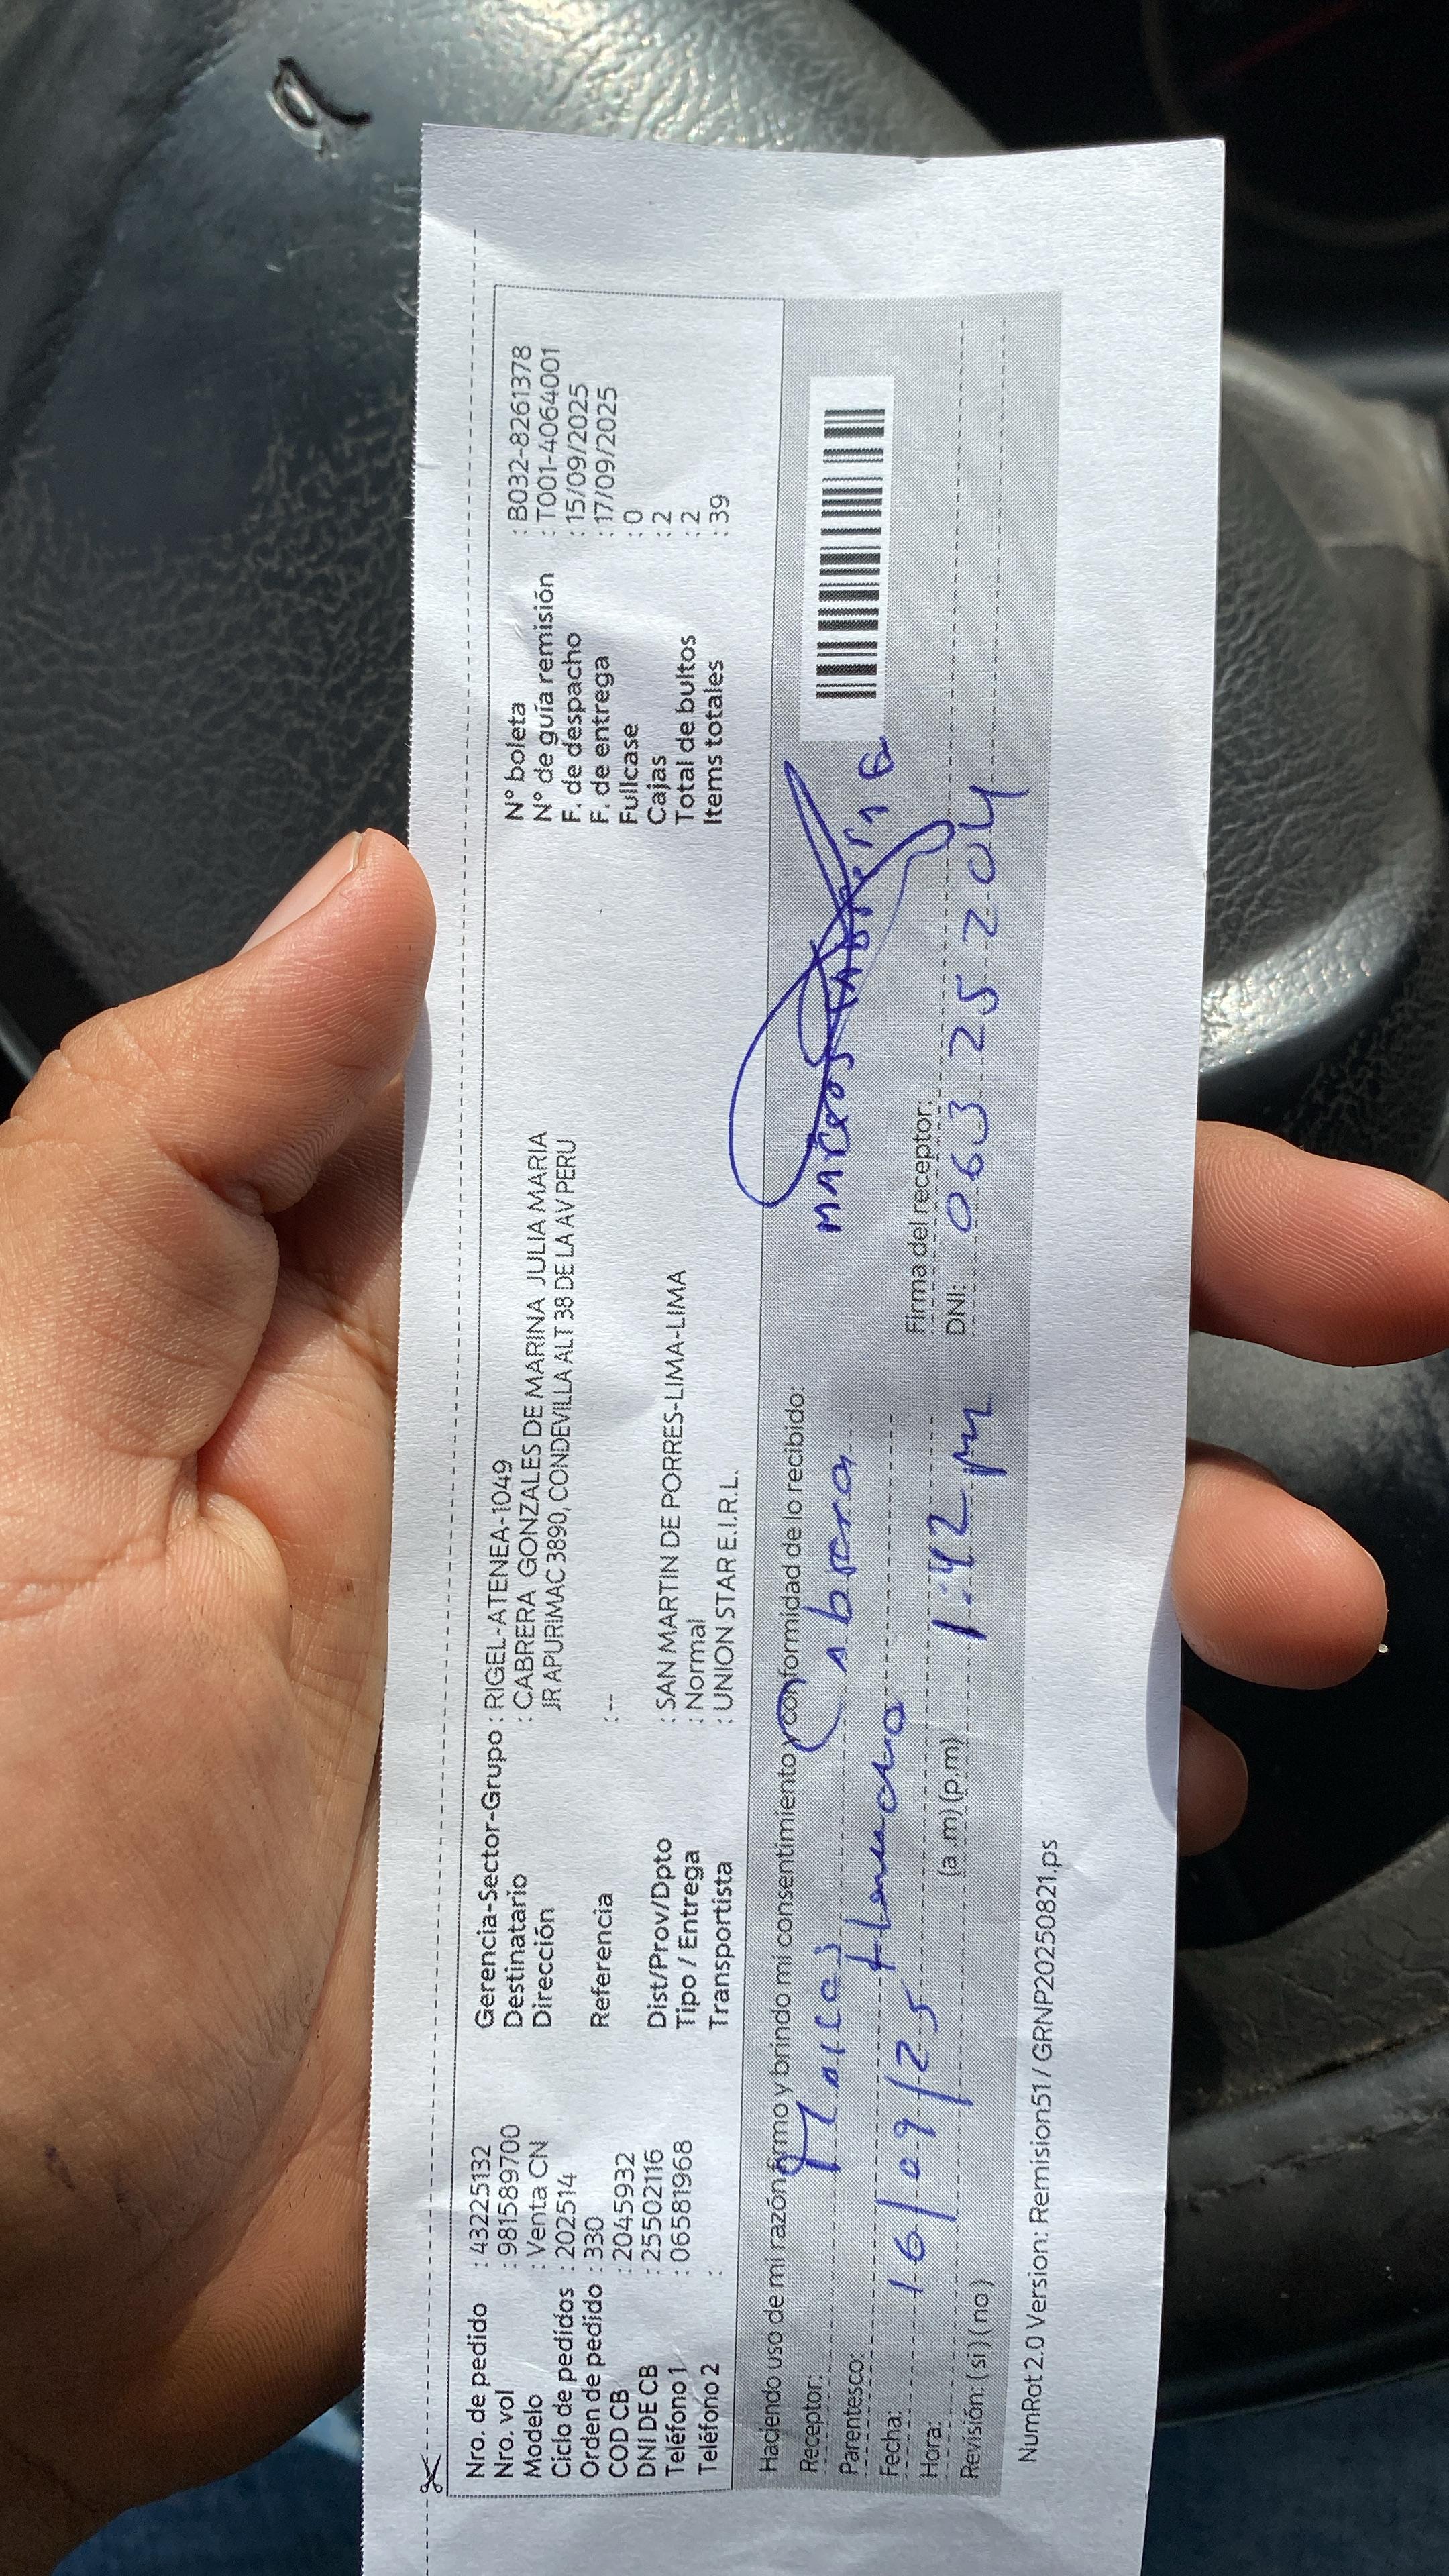 Nro. de pedido : 43225132
Nro. vol : 981589700
Modelo : Venta CN
Ciclo de pedidos : 202514
Orden de pedido : 330
COD CB : 2045932
DNI DE CB : 25502116
Teléfono 1 : 06581968
Teléfono 2 :
Gerencia-Sector-Grupo : RIGEL-ATENEA-1049
Destinatario : CABRERA GONZALES DE MARINA JULIA MARIA
Dirección JR APURIMAC 3890, CONDEVILLA ALT 38 DE LA AV PERU
Referencia : --
Dist/Prov/Dpto : SAN MARTIN DE PORRES-LIMA-LIMA
Tipo / Entrega : Normal
Transportista : UNION STAR E.I.R.L.
N° boleta : B032-8261378
N° de guía remisión : T001-4064001
F. de despacho : 15/09/2025
F. de entrega : 17/09/2025
Fullcase : 0
Cajas : 2
Total de bultos : 2
Items totales : 39
Haciendo uso de mi razón firmo y brindo mi consentimiento y conformidad de lo recibido:
Receptor: Marcos Cabrera
Parentesco: Hermano
Fecha: 16/09/25
Hora: (a.m) (p.m) 1:42 pm
Revisión: (si) (no)
Marcos Cabrera G
Firma del receptor:
DNI: 063 25 204
NumRot 2.0 Version: Remision51 / GRNP20250821.ps